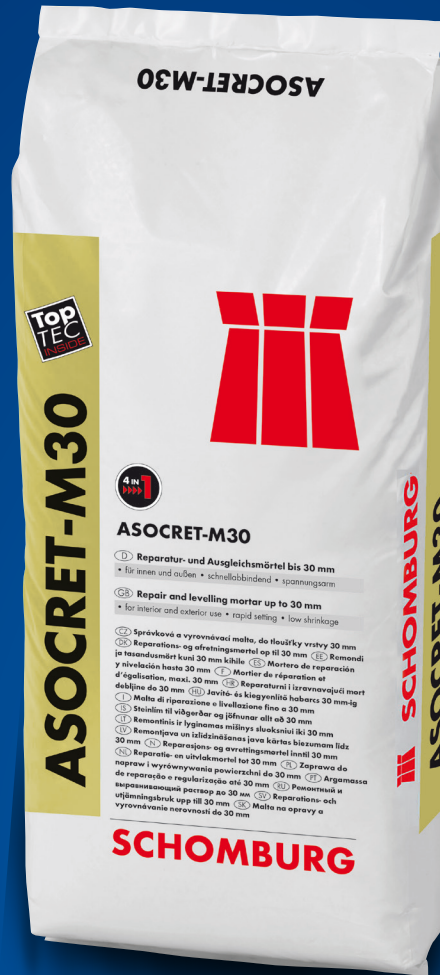 ASOCRET-M30
TOP
TEC
INSIDE
ASOCRET-M30
4 IN 1
ASOCRET-M30
D Reparatur- und Ausgleichsmörtel bis 30 mm
• für innen und außen • schnellabbindend • spannungsarm
GB Repair and levelling mortar up to 30 mm
• for interior and exterior use • rapid setting • low shrinkage
CZ Správková a vyrovnávací malta, do tloušťky vrstvy 30 mm
DK Reparations- og afretningsmørtel op til 30 mm EE Remondi
ja tasandusmört kuni 30 mm kihile ES Mortero de reparación
y nivelación hasta 30 mm F Mortier de réparation et
d'égalisation, maxi. 30 mm HR Reparaturni i izravnavajući mort
debljine do 30 mm HU Javító- és kiegyenlítő habarcs 30 mm-ig
I Malta di riparazione e livellazione fino a 30 mm
IS Steinlím til viðgerðar og jöfnunar allt að 30 mm
LT Remontinis ir lyginamas mišinys sluoksniui iki 30 mm
LV Remontjava un izlīdzināšanas java kārtas biezumam līdz
30 mm N Reparasjons- og avrettingsmørtel inntil 30 mm
NL Reparatie- en uitvlakmortel tot 30 mm PL Zaprawa do
napraw i wyrównywania powierzchni do 30 mm PT Argamassa
de reparação e regularização até 30 mm RU Ремонтный и
выравнивающий раствор до 30 мм SV Reparations- och
utjämningsbruk upp till 30 mm SK Malta na opravy a
vyrovnávanie nerovností do 30 mm
SCHOMBURG
SCHOMBURG